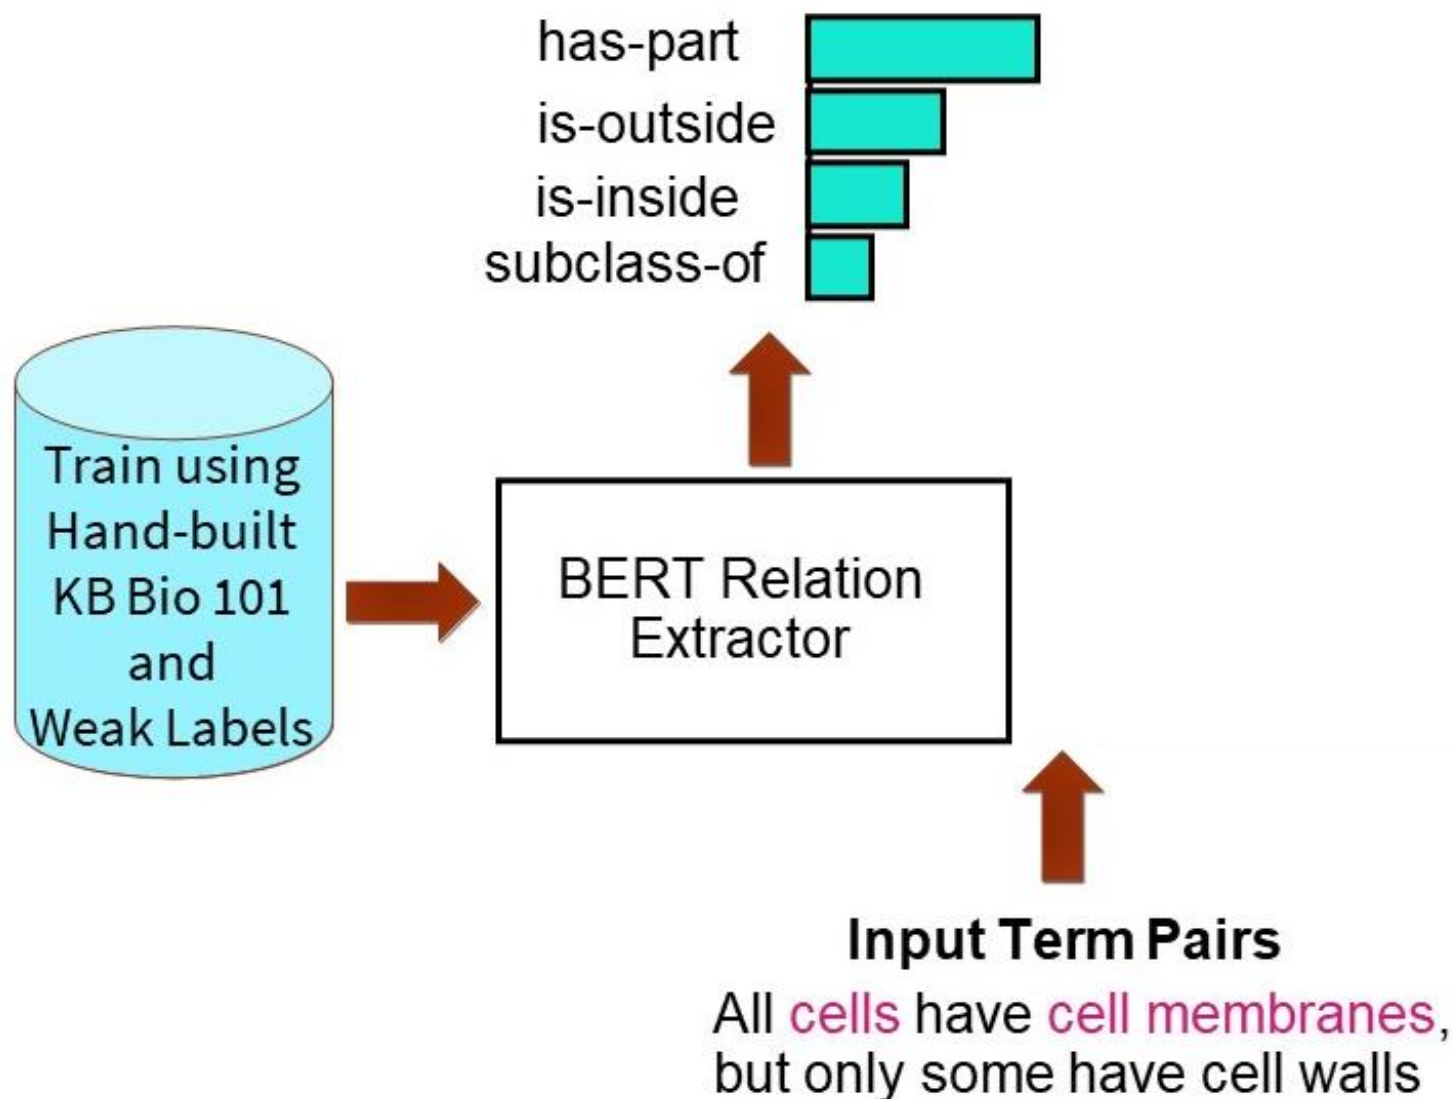 has-part
is-outside
is-inside
subclass-of
Train using
Hand-built
KB Bio 101
and
Weak Labels
BERT Relation
Extractor
Input Term Pairs
All cells have cell membranes,
but only some have cell walls